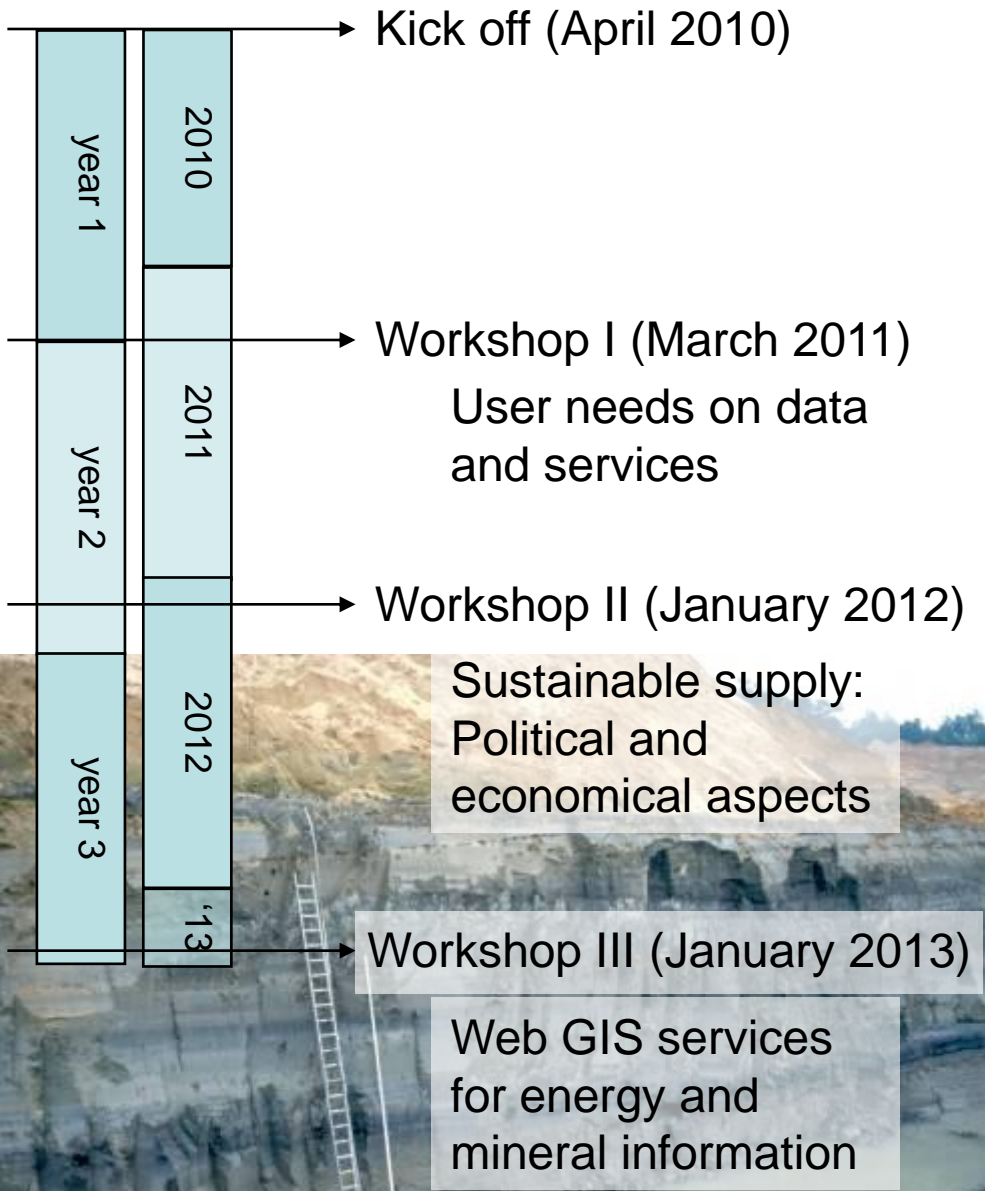 Kick off (April 2010)
year 1
2010
Workshop I (March 2011)
User needs on data
and services
2011
year 2
Workshop II (January 2012)
Sustainable supply:
Political and
economical aspects
2012
year 3
‘13
Workshop III (January 2013)
Web GIS services
for energy and
mineral information